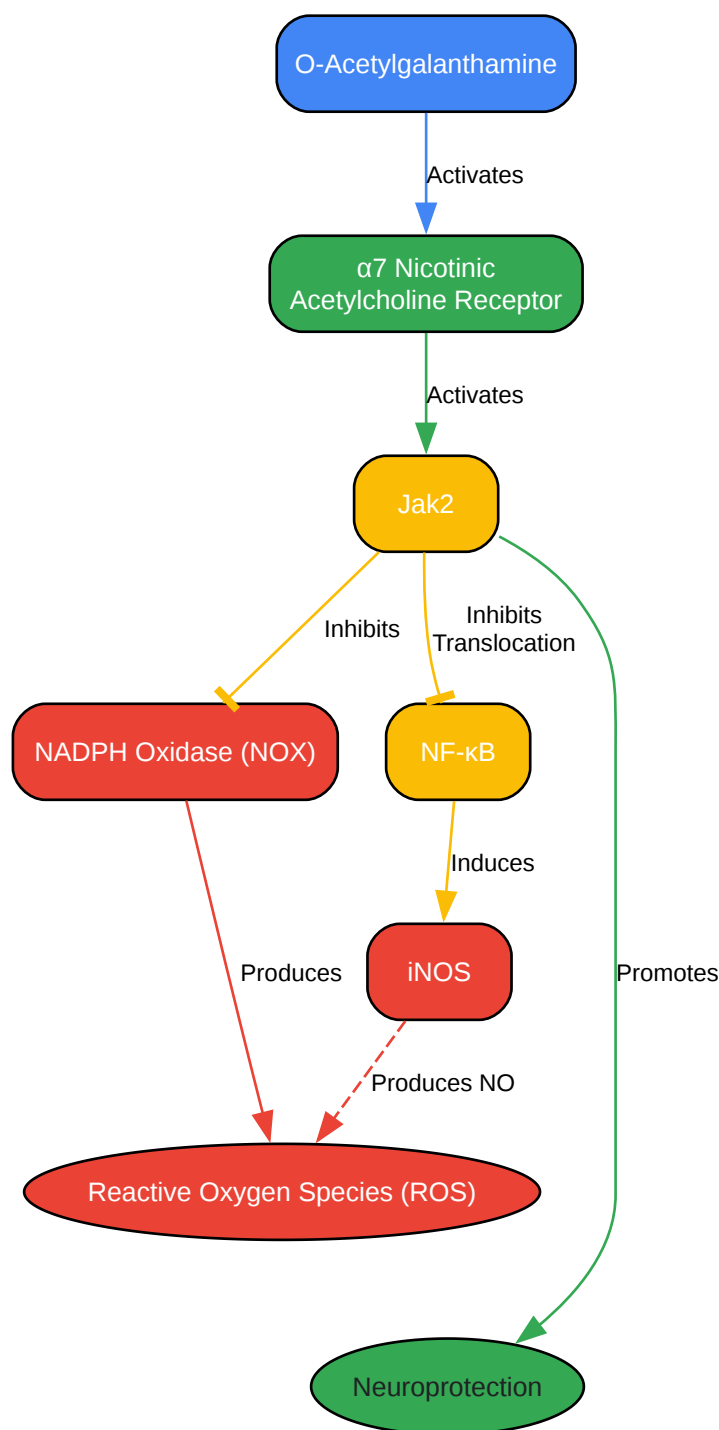 O-Acetylgalanthamine
Activates
α7 Nicotinic
Acetylcholine Receptor
Activates
Jak2
Inhibits
Inhibits
Translocation
NADPH Oxidase (NOX)
NF-κB
Induces
iNOS
Produces
Promotes
Produces NO
Reactive Oxygen Species (ROS)
Neuroprotection